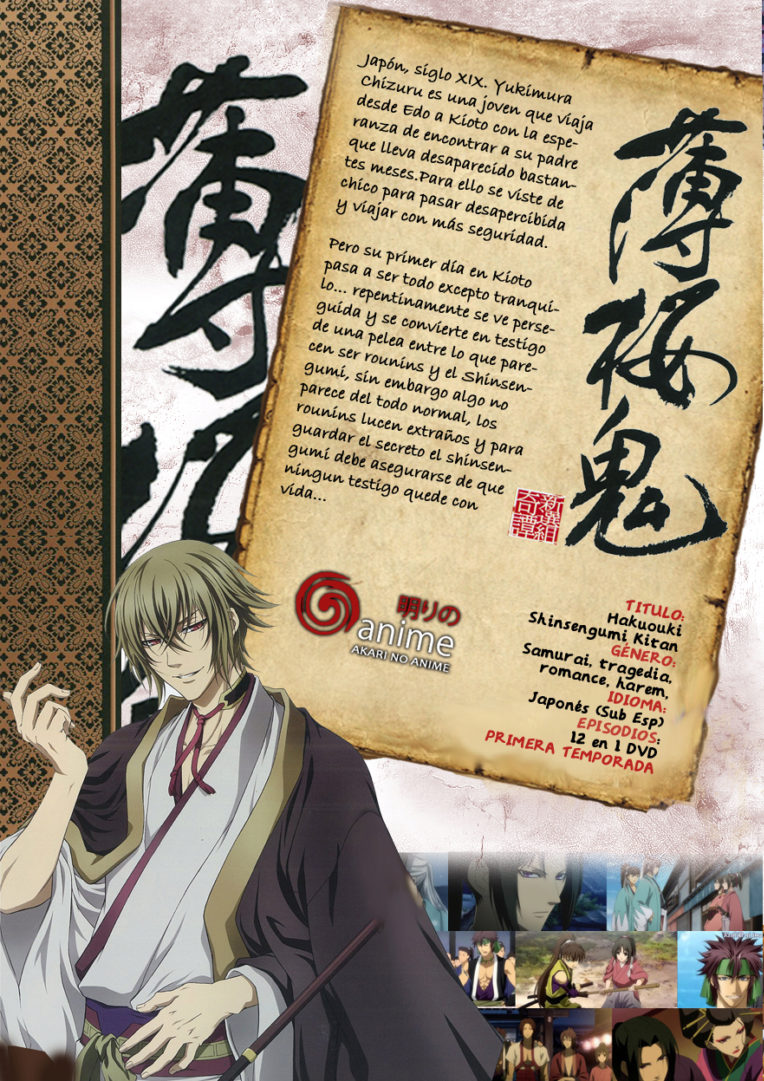 Japón, siglo XIX. Yukimura
Chizuru es una joven que viaja
desde Edo a Kioto con la espe-
ranza de encontrar a su padre
que lleva desaparecido bastan-
tes meses.Para ello se viste de
chico para pasar desapercibida
y viajar con más seguridad.
Pero su primer día en Kioto
pasa a ser todo excepto tranqui-
lo... repentinamente se ve perse-
guida y se convierte en testigo
de una pelea entre lo que pare-
cen ser rounins y el Shinsen-
gumi, sin embargo algo no
parece del todo normal, los
rounins lucen extraños y para
guardar el secreto el shinsen-
gumi debe asegurarse de que
ningun testigo quede con
vida...
薄桜鬼
新選組
奇譚
薄桜
明りの
anime
AKARI NO ANIME
TITULO:
Hakuouki
Shinsengumi Kitan
GÉNERO:
Samurai, tragedia,
romance, harem,
IDIOMA:
Japonés (Sub Esp)
EPISODIOS:
12 en 1 DVD
PRIMERA TEMPORADA